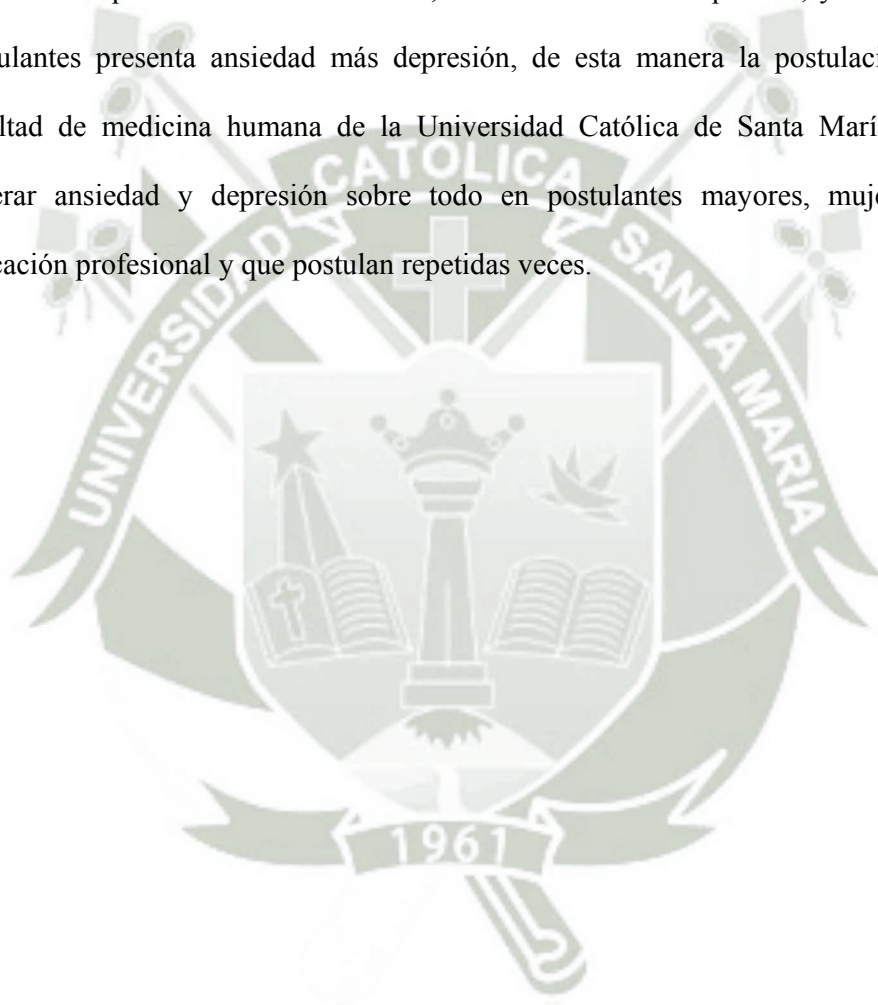 ulantes presenta ansiedad más depresión, de esta manera la postulaci
ltad de medicina humana de la Universidad Católica de Santa Marí
erar ansiedad y depresión sobre todo en postulantes mayores, muj
cación profesional y que postulan repetidas veces.
UNIVERSIDAD CATOLICA SANTA MARIA
1961